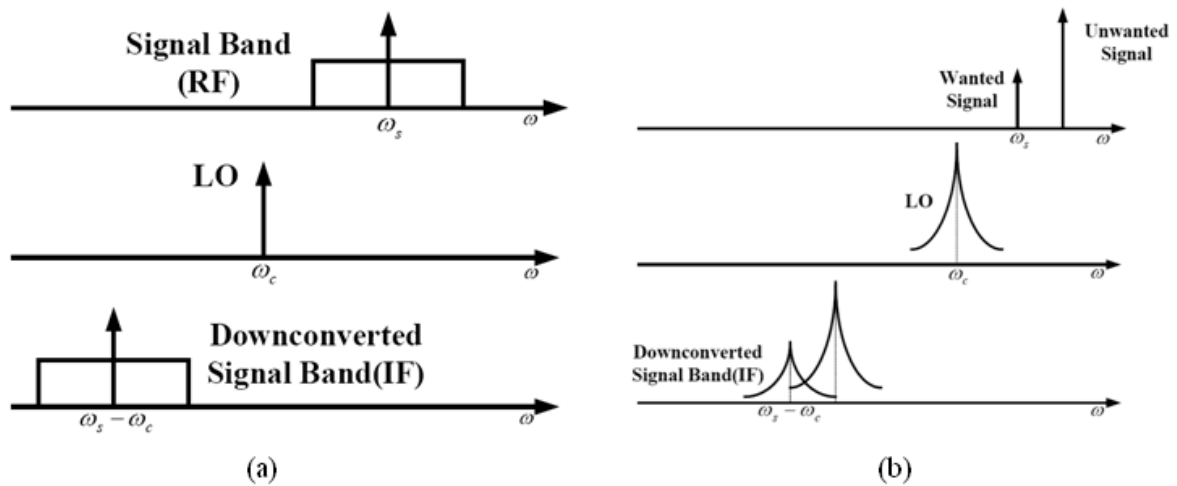 Signal Band
(RF)
ωs
ω
LO
ωc
ω
Downconverted
Signal Band(IF)
ωs − ωc
ω
(a)
Unwanted
Signal
Wanted
Signal
ωs
ω
LO
ωc
ω
Downconverted
Signal Band(IF)
ωs − ωc
ω
(b)